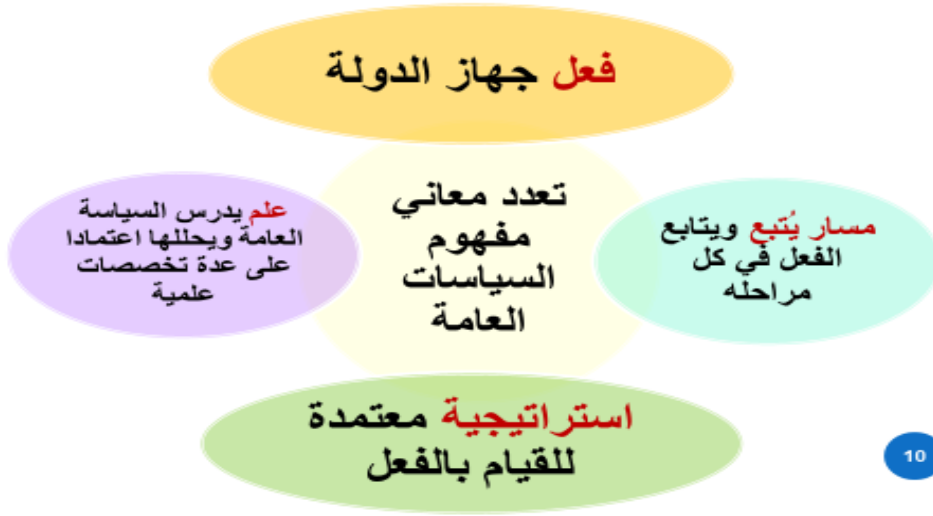 فعل جهاز الدولة
تعدد معاني
مفهوم
السياسات
العامة
مسار يُتبع ويتابع
الفعل في كل
مراحله
علم يدرس السياسة
العامة ويحللها اعتمادا
على عدة تخصصات
علمية
استراتيجية معتمدة
للقيام بالفعل
10